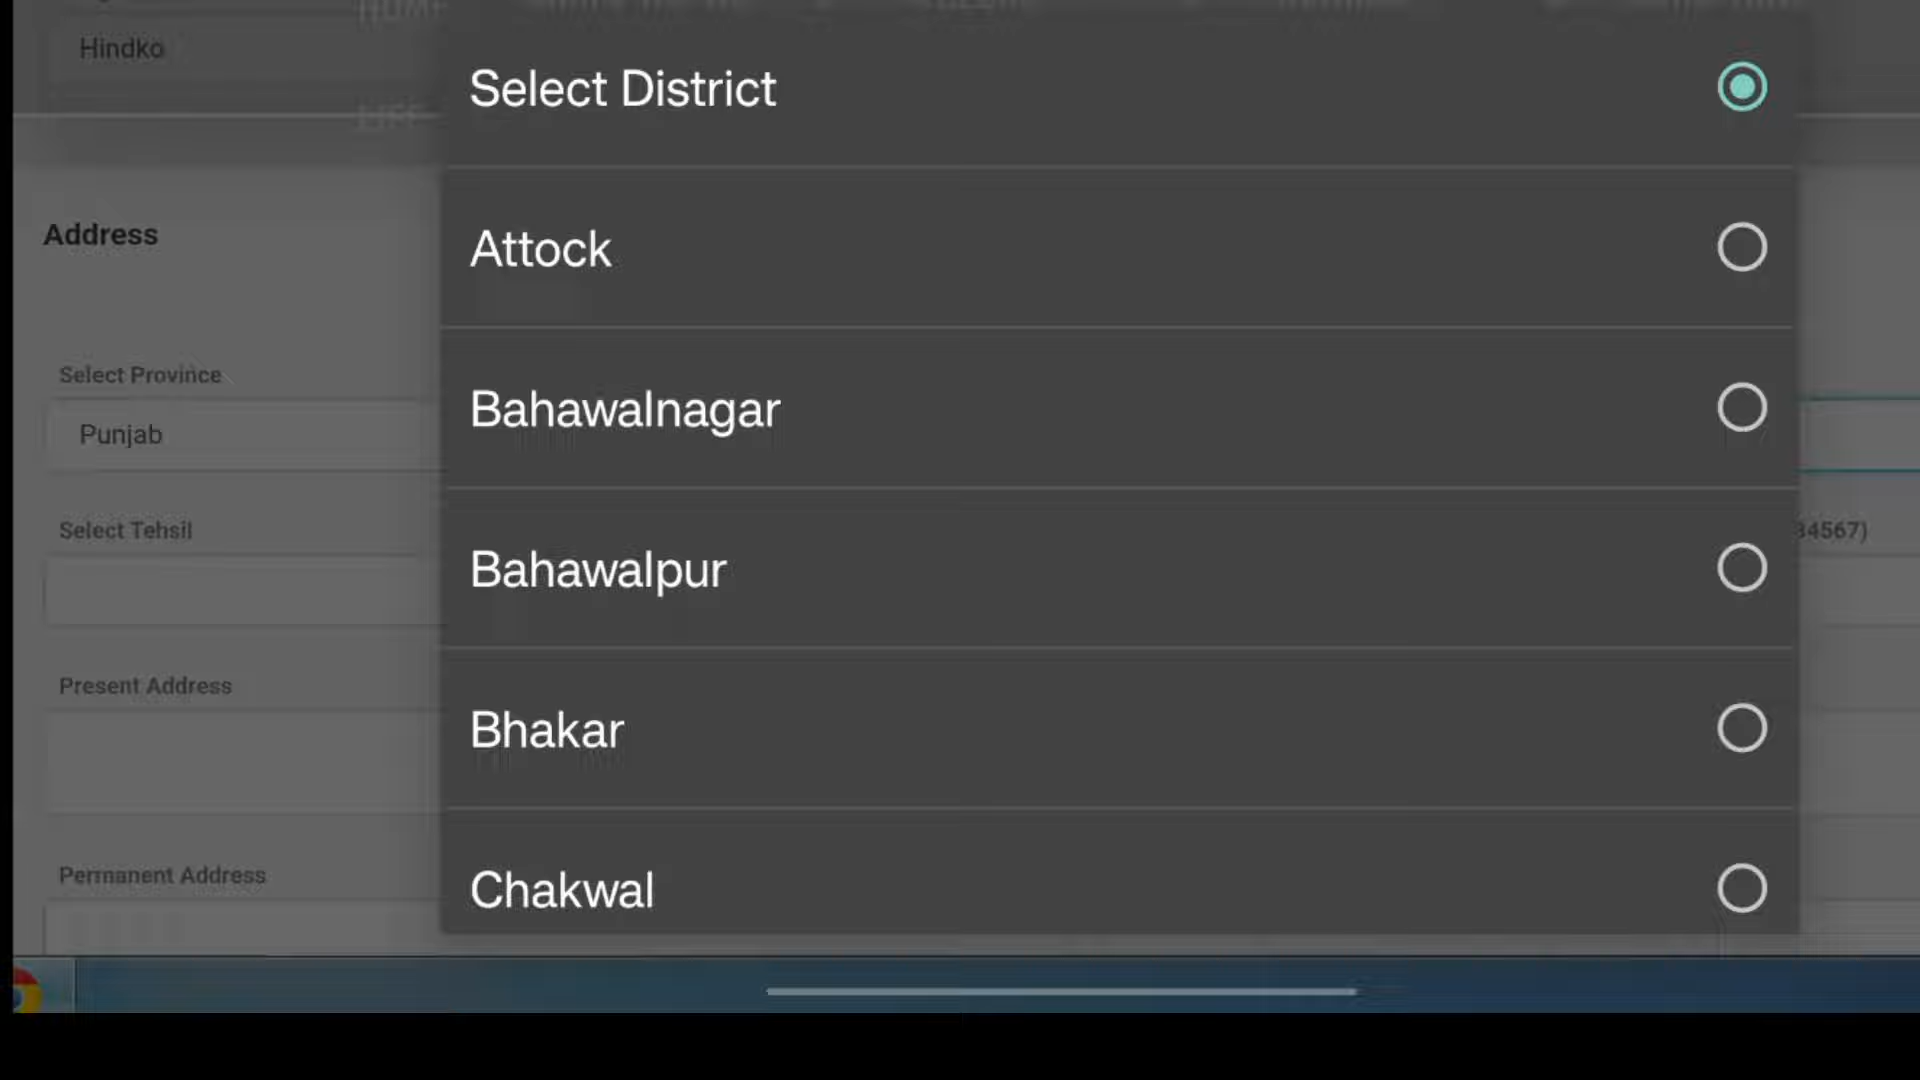 Hindko
Select District
Address
Attock
Select Province
Bahawalnagar
Punjab
Select Tehsil
34567)
Bahawalpur
Present Address
Bhakar
Permanent Address
Chakwal